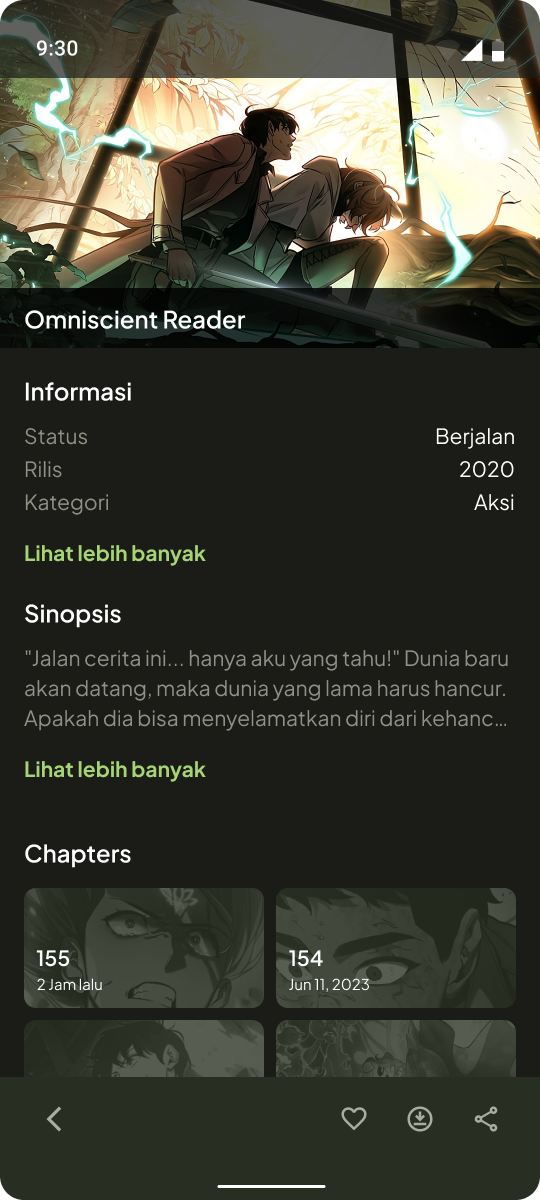 9:30
Omniscient Reader
Informasi
Status Berjalan
Rilis 2020
Kategori Aksi
Lihat lebih banyak
Sinopsis
"Jalan cerita ini... hanya aku yang tahu!" Dunia baru
akan datang, maka dunia yang lama harus hancur.
Apakah dia bisa menyelamatkan diri dari kehanc...
Lihat lebih banyak
Chapters
155 154
2 Jam lalu Jun 11, 2023